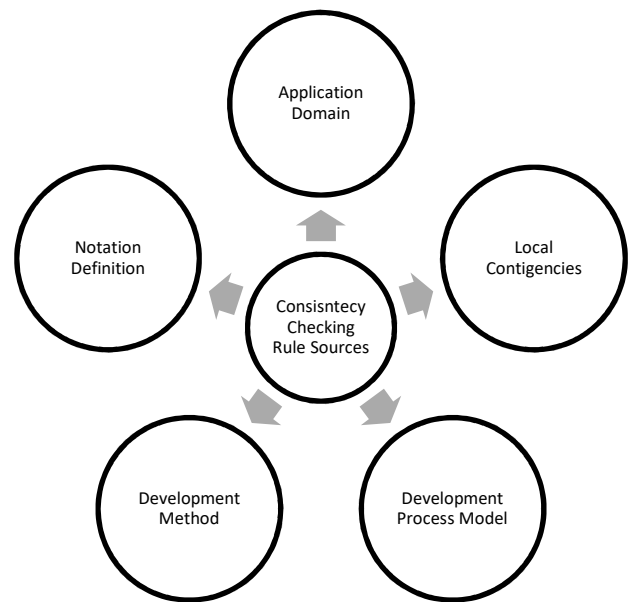 Application
Domain
Notation
Definition
Local
Contigencies
Consisntecy
Checking
Rule Sources
Development
Method
Development
Process Model